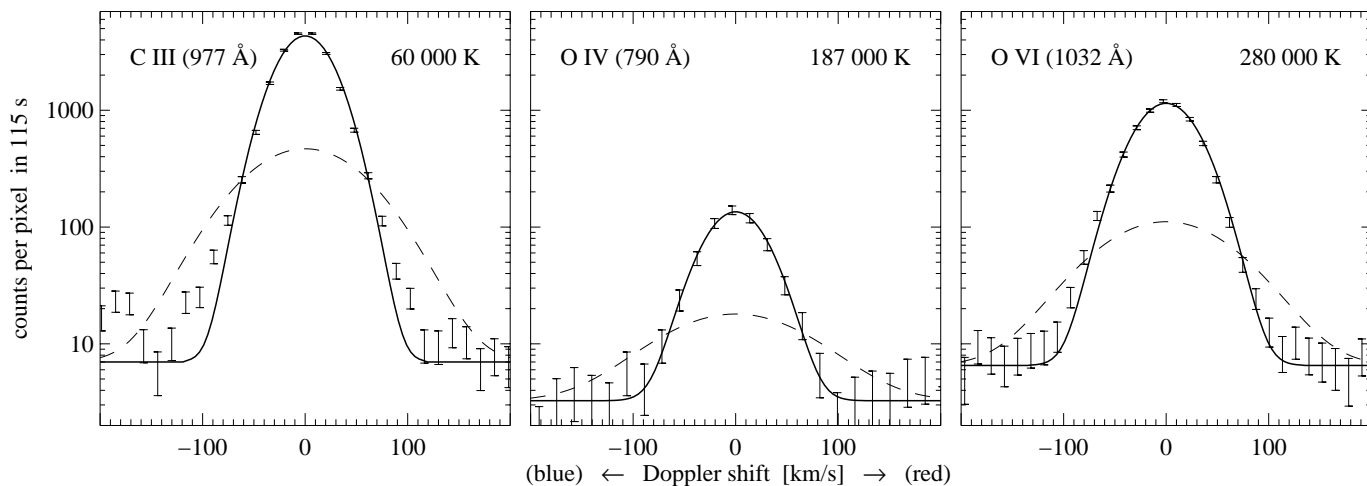 C III (977 Å) 60 000 K
O IV (790 Å) 187 000 K
O VI (1032 Å) 280 000 K
counts per pixel in 115 s
1000
100
10
−100 0 100
−100 0 100
−100 0 100
(blue) ← Doppler shift [km/s] → (red)